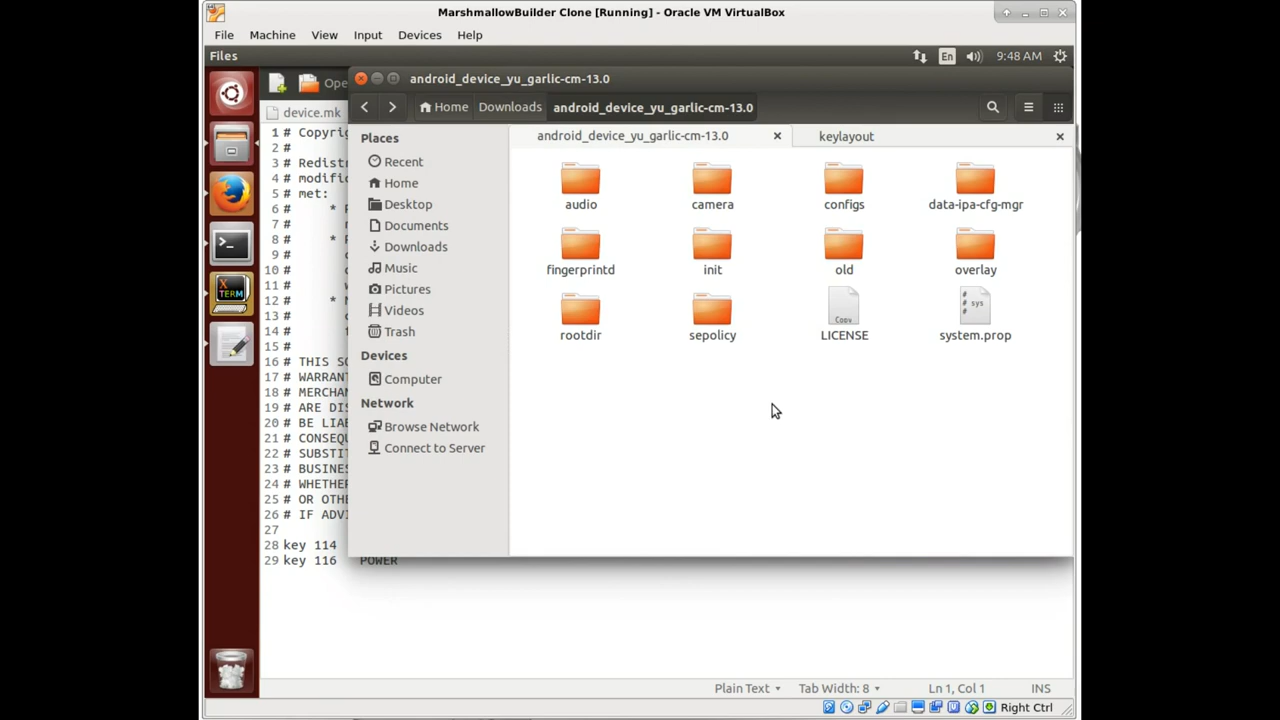 MarshmallowBuilder Clone [Running] - Oracle VM VirtualBox
File Machine View Input Devices Help
Files
En
9:48 AM
Ope
android_device_yu_garlic-cm-13.0
Home Downloads android_device_yu_garlic-cm-13.0
device.mk
android_device_yu_garlic-cm-13.0
keylayout
Places
Recent
Home
Desktop
Documents
Downloads
Music
Pictures
Videos
Trash
Devices
Computer
Network
Browse Network
Connect to Server
audio camera configs data-ipa-cfg-mgr
fingerprintd init old overlay
Copy
# sys
#
#
rootdir sepolicy LICENSE system.prop
1 # Copyrig
2 #
3 # Redistr
4 # modific
5 # met:
6 # *
7 #
8 # *
9 #
10 #
11 #
12 # *
13 #
14 #
15 #
16 # THIS SO
17 # WARRANT
18 # MERCHAN
19 # ARE DIS
20 # BE LIAB
21 # CONSEQU
22 # SUBSTIT
23 # BUSINES
24 # WHETHER
25 # OR OTHE
26 # IF ADVI
27
28 key 114
29 key 116 POWER
XTERM
Plain Text Tab Width: 8 Ln 1, Col 1 INS
Right Ctrl